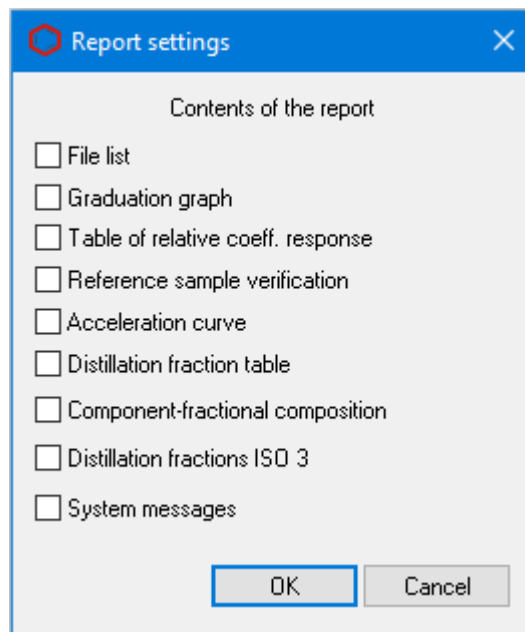 Report settings
Contents of the report
File list
Graduation graph
Table of relative coeff. response
Reference sample verification
Acceleration curve
Distillation fraction table
Component-fractional composition
Distillation fractions ISO 3
System messages
OK Cancel